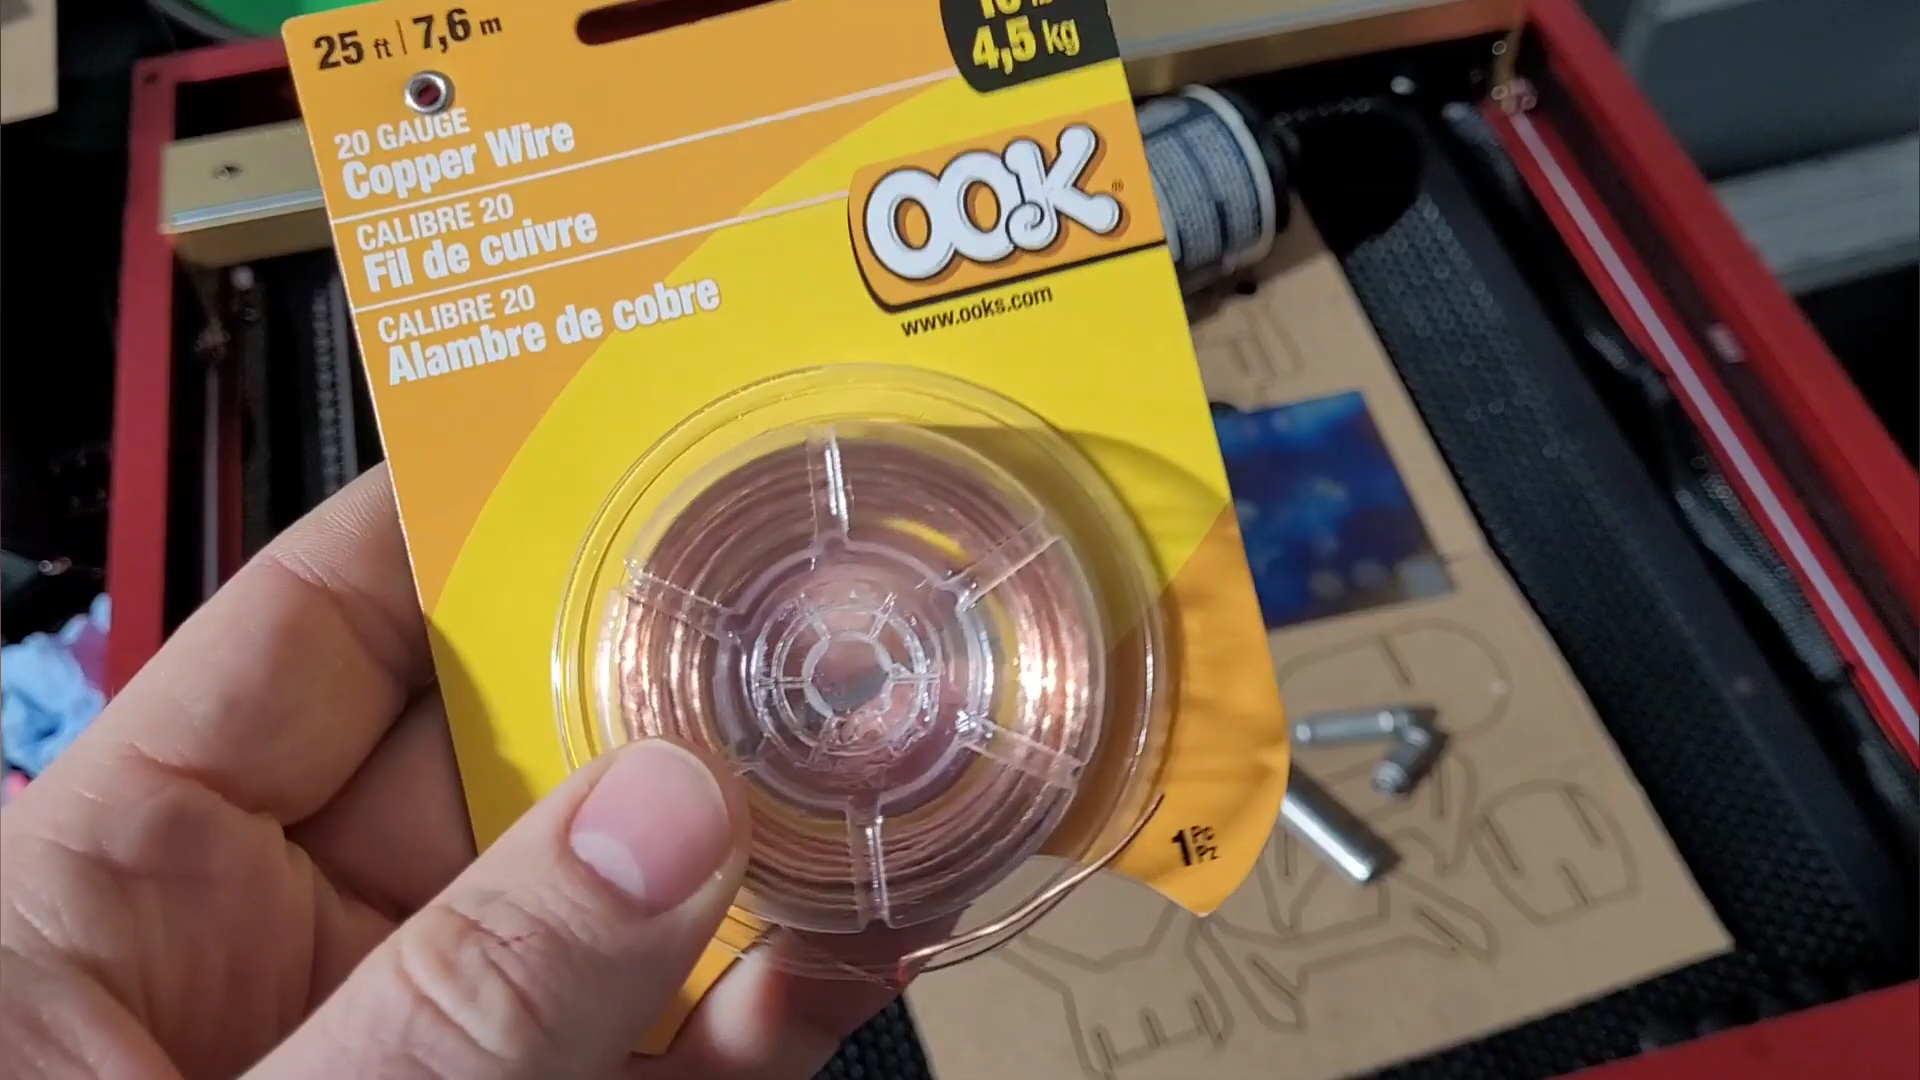 25 ft | 7,6 m
4,5 kg
20 GAUGE
Copper Wire
CALIBRE 20
Fil de cuivre
CALIBRE 20
Alambre de cobre
OOK
www.ooks.com
1 Pc
Pz